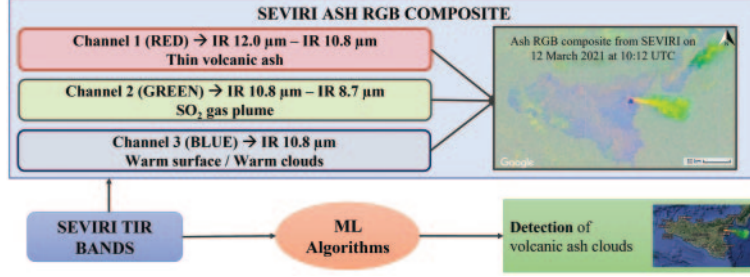 SEVIRI ASH RGB COMPOSITE
Channel 1 (RED) → IR 12.0 µm – IR 10.8 µm
Thin volcanic ash
Channel 2 (GREEN) → IR 10.8 µm – IR 8.7 µm
SO₂ gas plume
Channel 3 (BLUE) → IR 10.8 µm
Warm surface / Warm clouds
Ash RGB composite from SEVIRI on
12 March 2021 at 10:12 UTC
Google
SEVIRI TIR
BANDS
ML
Algorithms
Detection of
volcanic ash clouds